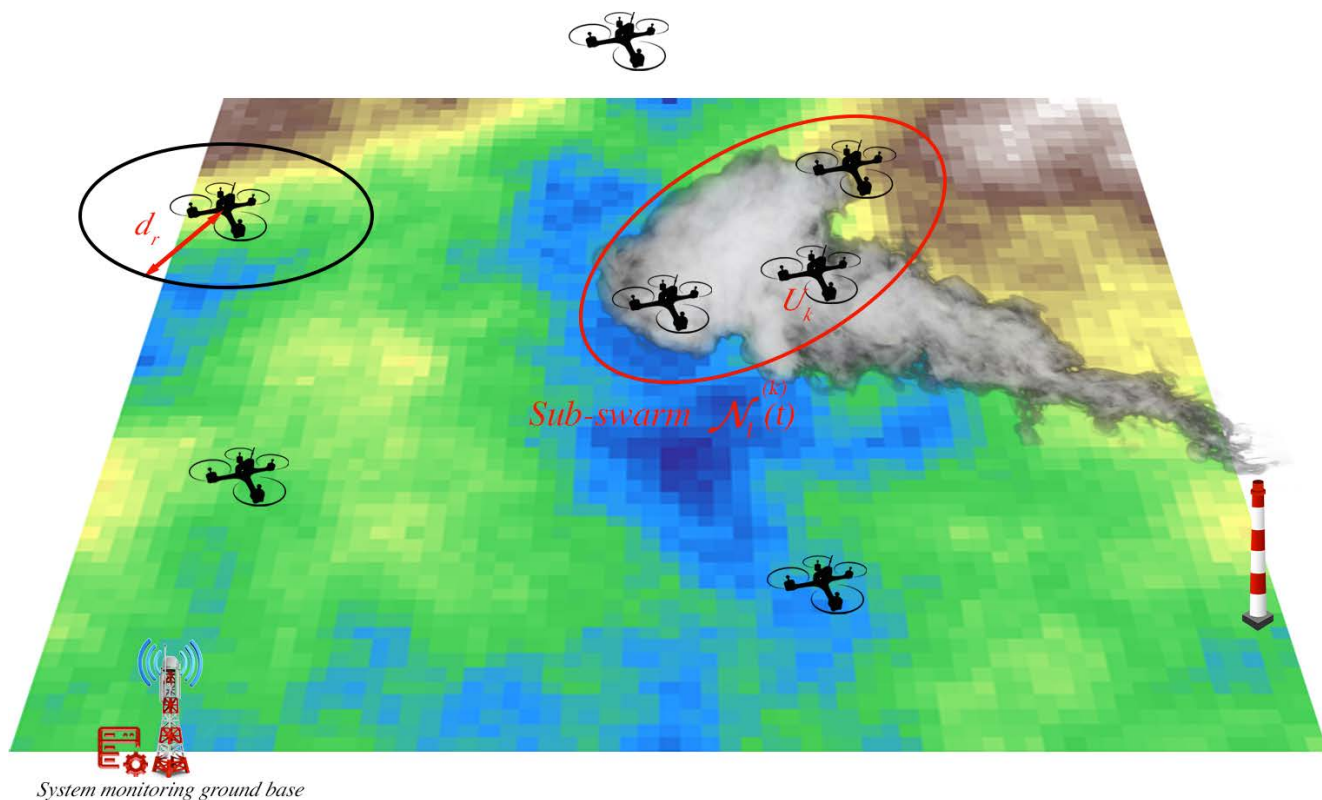 d_r
U_k
Sub-swarm 𝒩_i^(k)(t)
System monitoring ground base